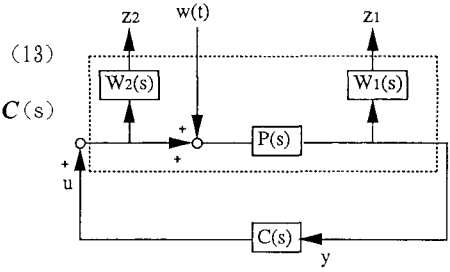 z2 w(t) z1
(13)
W2(s) W1(s)
C(s)
+
+
P(s)
+
u
C(s)
y